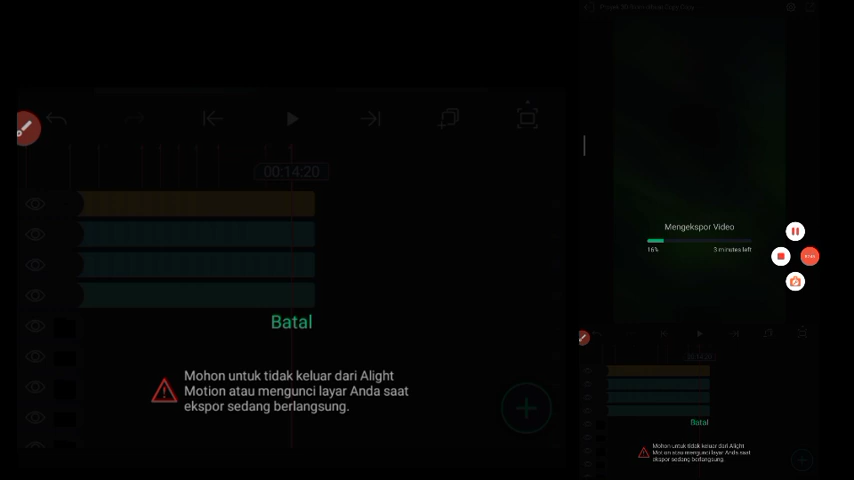 00:14:20
Batal
Mohon untuk tidak keluar dari Alight
Motion atau mengunci layar Anda saat
ekspor sedang berlangsung.
Mengekspor Video
16%
3 minutes left
00:14:20
Batal
Mohon untuk tidak keluar dari Alight
Motion atau mengunci layar Anda saat
ekspor sedang berlangsung.